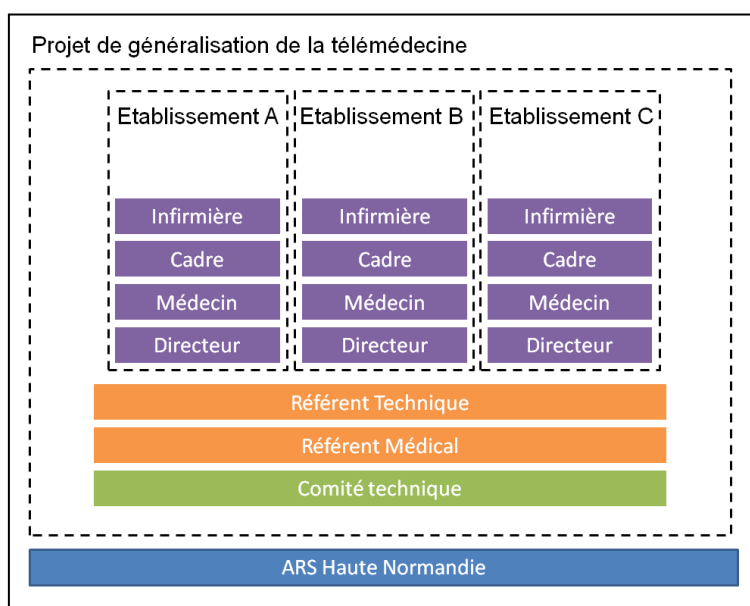 Projet de généralisation de la télémédecine
Etablissement A
Etablissement B
Etablissement C
Infirmière
Infirmière
Infirmière
Cadre
Cadre
Cadre
Médecin
Médecin
Médecin
Directeur
Directeur
Directeur
Référent Technique
Référent Médical
Comité technique
ARS Haute Normandie